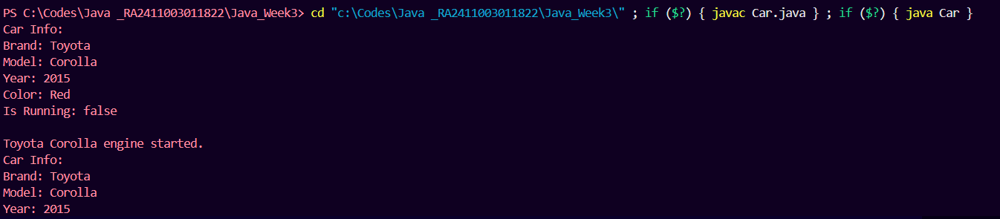 PS C:\Codes\Java _RA2411003011822\Java_Week3> cd "c:\Codes\Java _RA2411003011822\Java_Week3\" ; if ($?) { javac Car.java } ; if ($?) { java Car }
Car Info:
Brand: Toyota
Model: Corolla
Year: 2015
Color: Red
Is Running: false
Toyota Corolla engine started.
Car Info:
Brand: Toyota
Model: Corolla
Year: 2015